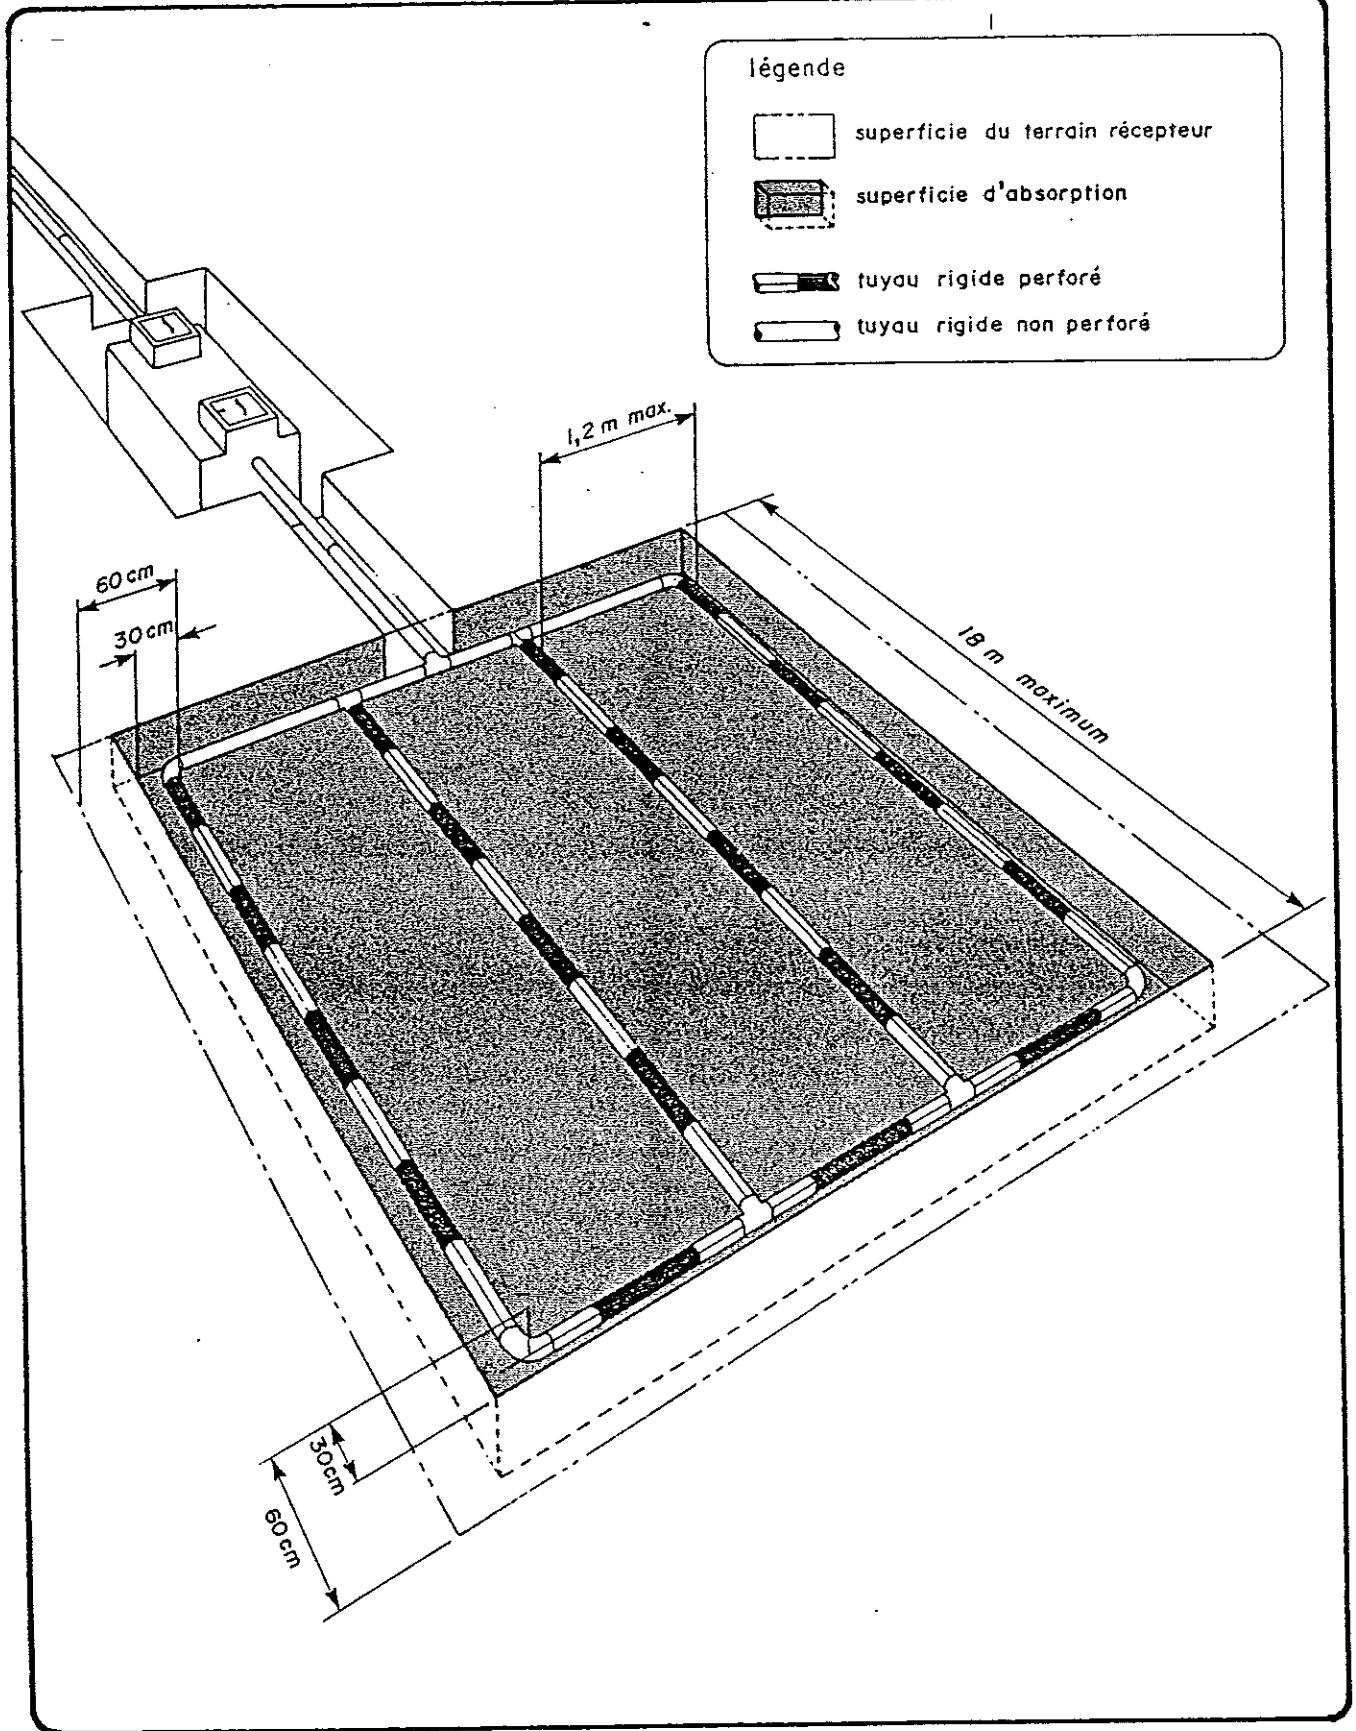 légende
superficie du terrain récepteur
superficie d'absorption
tuyau rigide perforé
tuyau rigide non perforé
1,2 m max.
60 cm
30 cm
18 m maximum
30cm
60cm